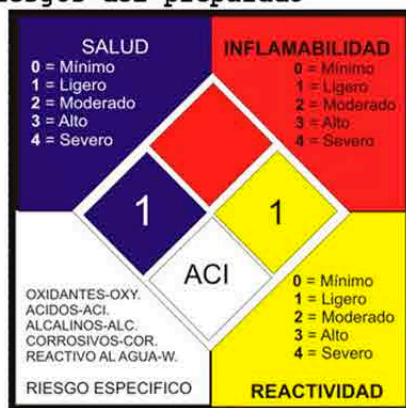 SALUD
0 = Mínimo
1 = Ligero
2 = Moderado
3 = Alto
4 = Severo
INFLAMABILIDAD
0 = Mínimo
1 = Ligero
2 = Moderado
3 = Alto
4 = Severo
1
1
ACI
OXIDANTES-OXY.
ACIDOS-ACI.
ALCALINOS-ALC.
CORROSIVOS-COR.
REACTIVO AL AGUA-W.
RIESGO ESPECIFICO
0 = Mínimo
1 = Ligero
2 = Moderado
3 = Alto
4 = Severo
REACTIVIDAD